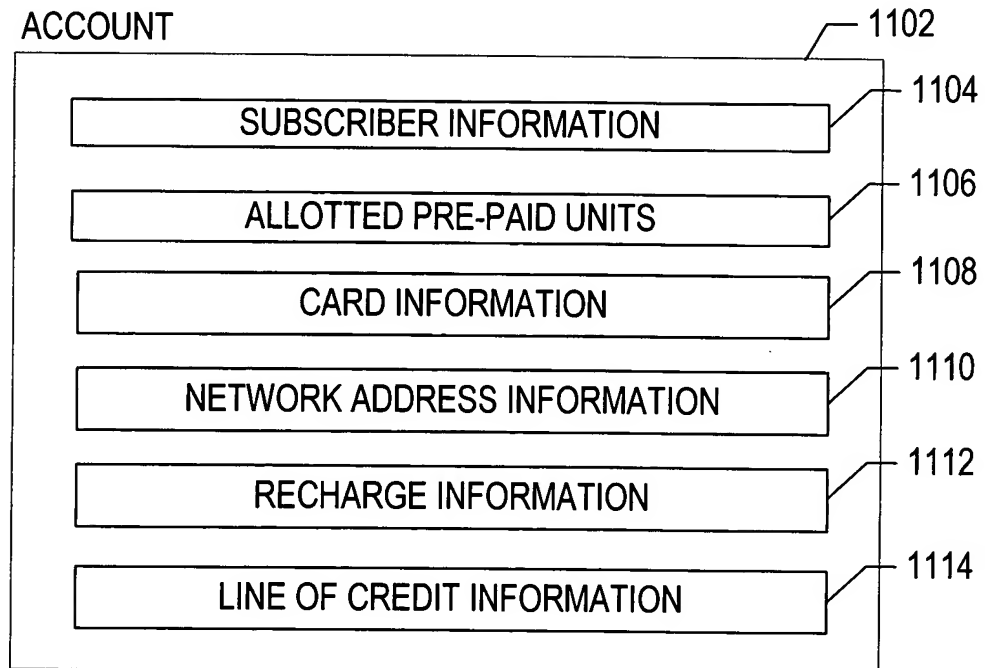 ACCOUNT
1102
SUBSCRIBER INFORMATION
1104
ALLOTTED PRE-PAID UNITS
1106
CARD INFORMATION
1108
NETWORK ADDRESS INFORMATION
1110
RECHARGE INFORMATION
1112
LINE OF CREDIT INFORMATION
1114